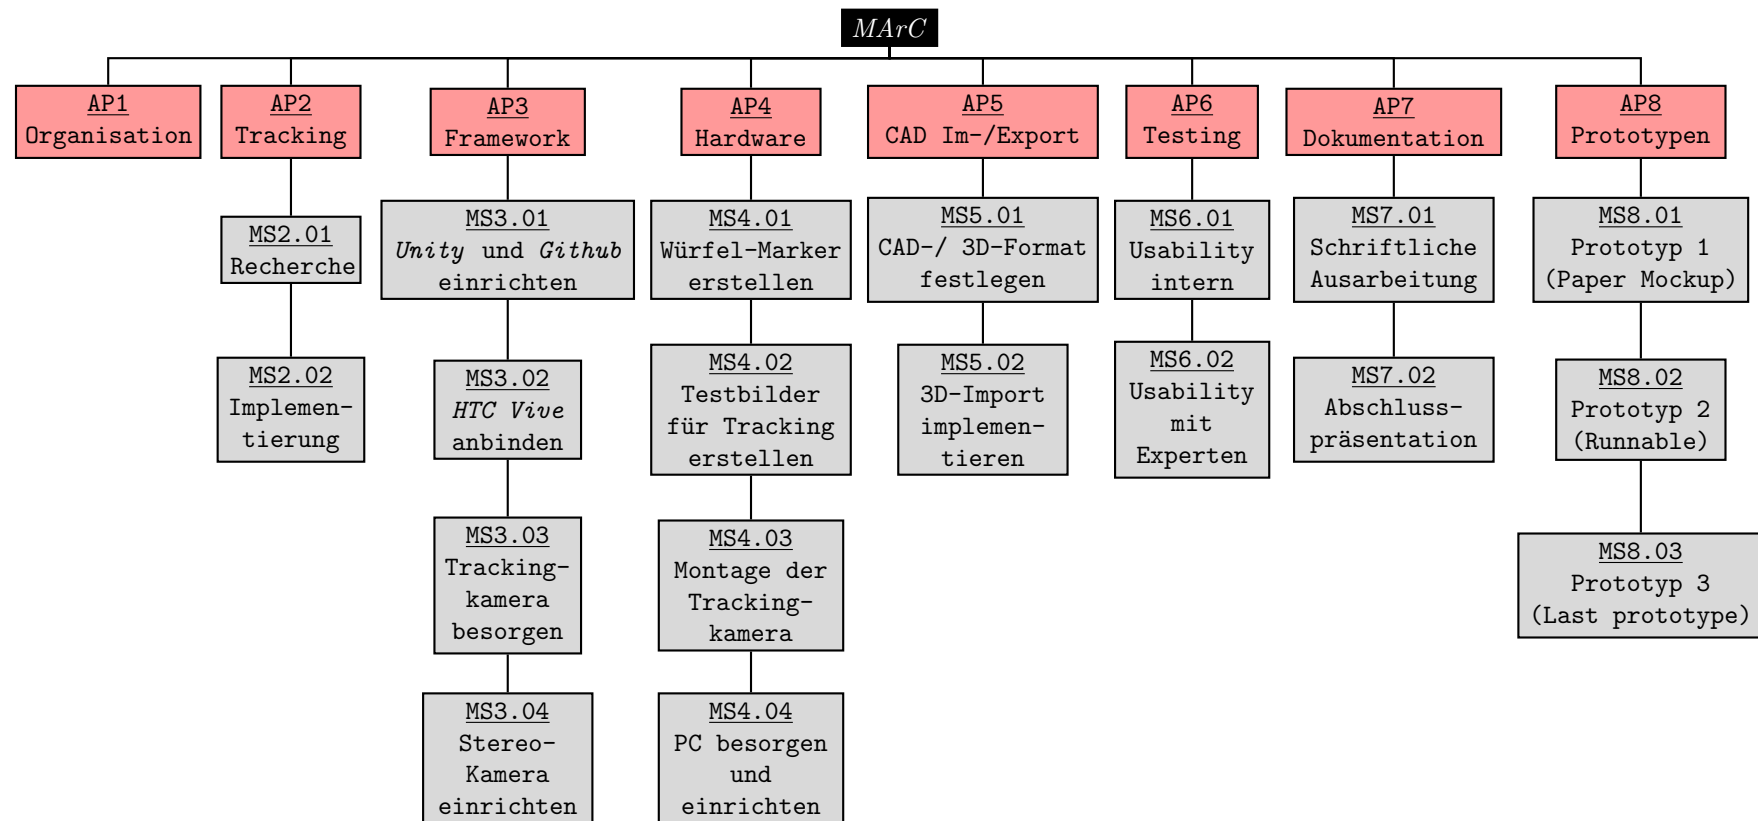 MArC
AP1
Organisation
AP2
Tracking
MS2.01
Recherche
MS2.02
Implemen-
tierung
AP3
Framework
MS3.01
Unity und Github
einrichten
MS3.02
HTC Vive
anbinden
MS3.03
Tracking-
kamera
besorgen
MS3.04
Stereo-
Kamera
einrichten
AP4
Hardware
MS4.01
Würfel-Marker
erstellen
MS4.02
Testbilder
für Tracking
erstellen
MS4.03
Montage der
Tracking-
kamera
MS4.04
PC besorgen
und
einrichten
AP5
CAD Im-/Export
MS5.01
CAD-/ 3D-Format
festlegen
MS5.02
3D-Import
implemen-
tieren
AP6
Testing
MS6.01
Usability
intern
MS6.02
Usability
mit
Experten
AP7
Dokumentation
MS7.01
Schriftliche
Ausarbeitung
MS7.02
Abschluss-
präsentation
AP8
Prototypen
MS8.01
Prototyp 1
(Paper Mockup)
MS8.02
Prototyp 2
(Runnable)
MS8.03
Prototyp 3
(Last prototype)